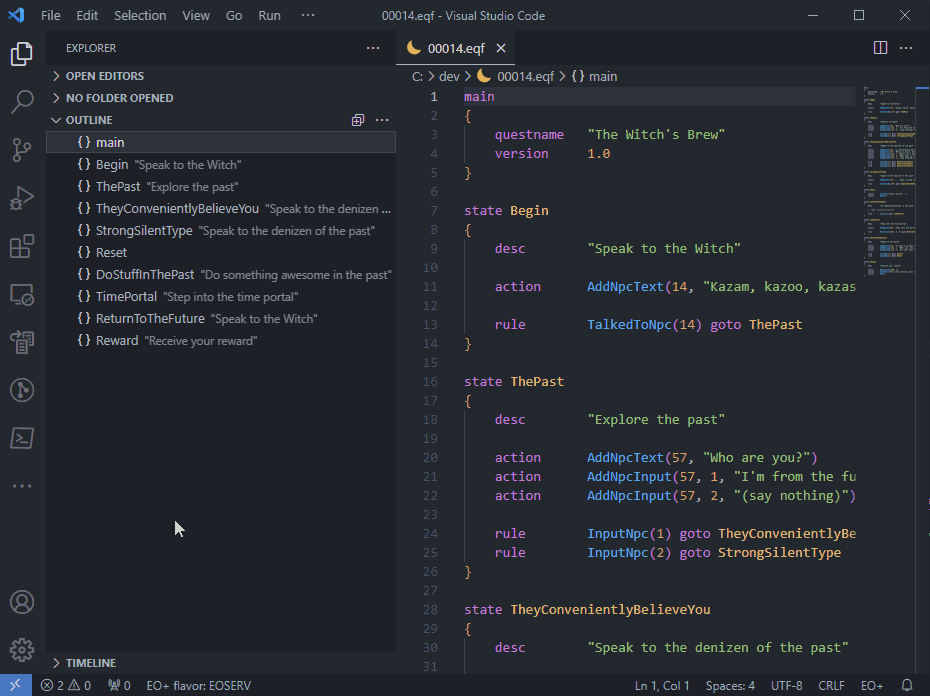 File Edit Selection View Go Run ··· 00014.eqf - Visual Studio Code
EXPLORER ···
OPEN EDITORS
NO FOLDER OPENED
OUTLINE ···
{ } main
{ } Begin "Speak to the Witch"
{ } ThePast "Explore the past"
{ } TheyConvenientlyBelieveYou "Speak to the denizen ...
{ } StrongSilentType "Speak to the denizen of the past"
{ } Reset
{ } DoStuffInThePast "Do something awesome in the past"
{ } TimePortal "Step into the time portal"
{ } ReturnToTheFuture "Speak to the Witch"
{ } Reward "Receive your reward"
TIMELINE
00014.eqf ···
C: > dev > 00014.eqf > { } main
1 main
2 {
3 questname "The Witch's Brew"
4 version 1.0
5 }
6
7 state Begin
8 {
9 desc "Speak to the Witch"
10
11 action AddNpcText(14, "Kazam, kazoo, kazas
12
13 rule TalkedToNpc(14) goto ThePast
14 }
15
16 state ThePast
17 {
18 desc "Explore the past"
19
20 action AddNpcText(57, "Who are you?")
21 action AddNpcInput(57, 1, "I'm from the fu
22 action AddNpcInput(57, 2, "(say nothing)")
23
24 rule InputNpc(1) goto TheyConvenientlyBe
25 rule InputNpc(2) goto StrongSilentType
26 }
27
28 state TheyConvenientlyBelieveYou
29 {
30 desc "Speak to the denizen of the past"
31
2 0 0 EO+ flavor: EOSERV Ln 1, Col 1 Spaces: 4 UTF-8 CRLF EO+